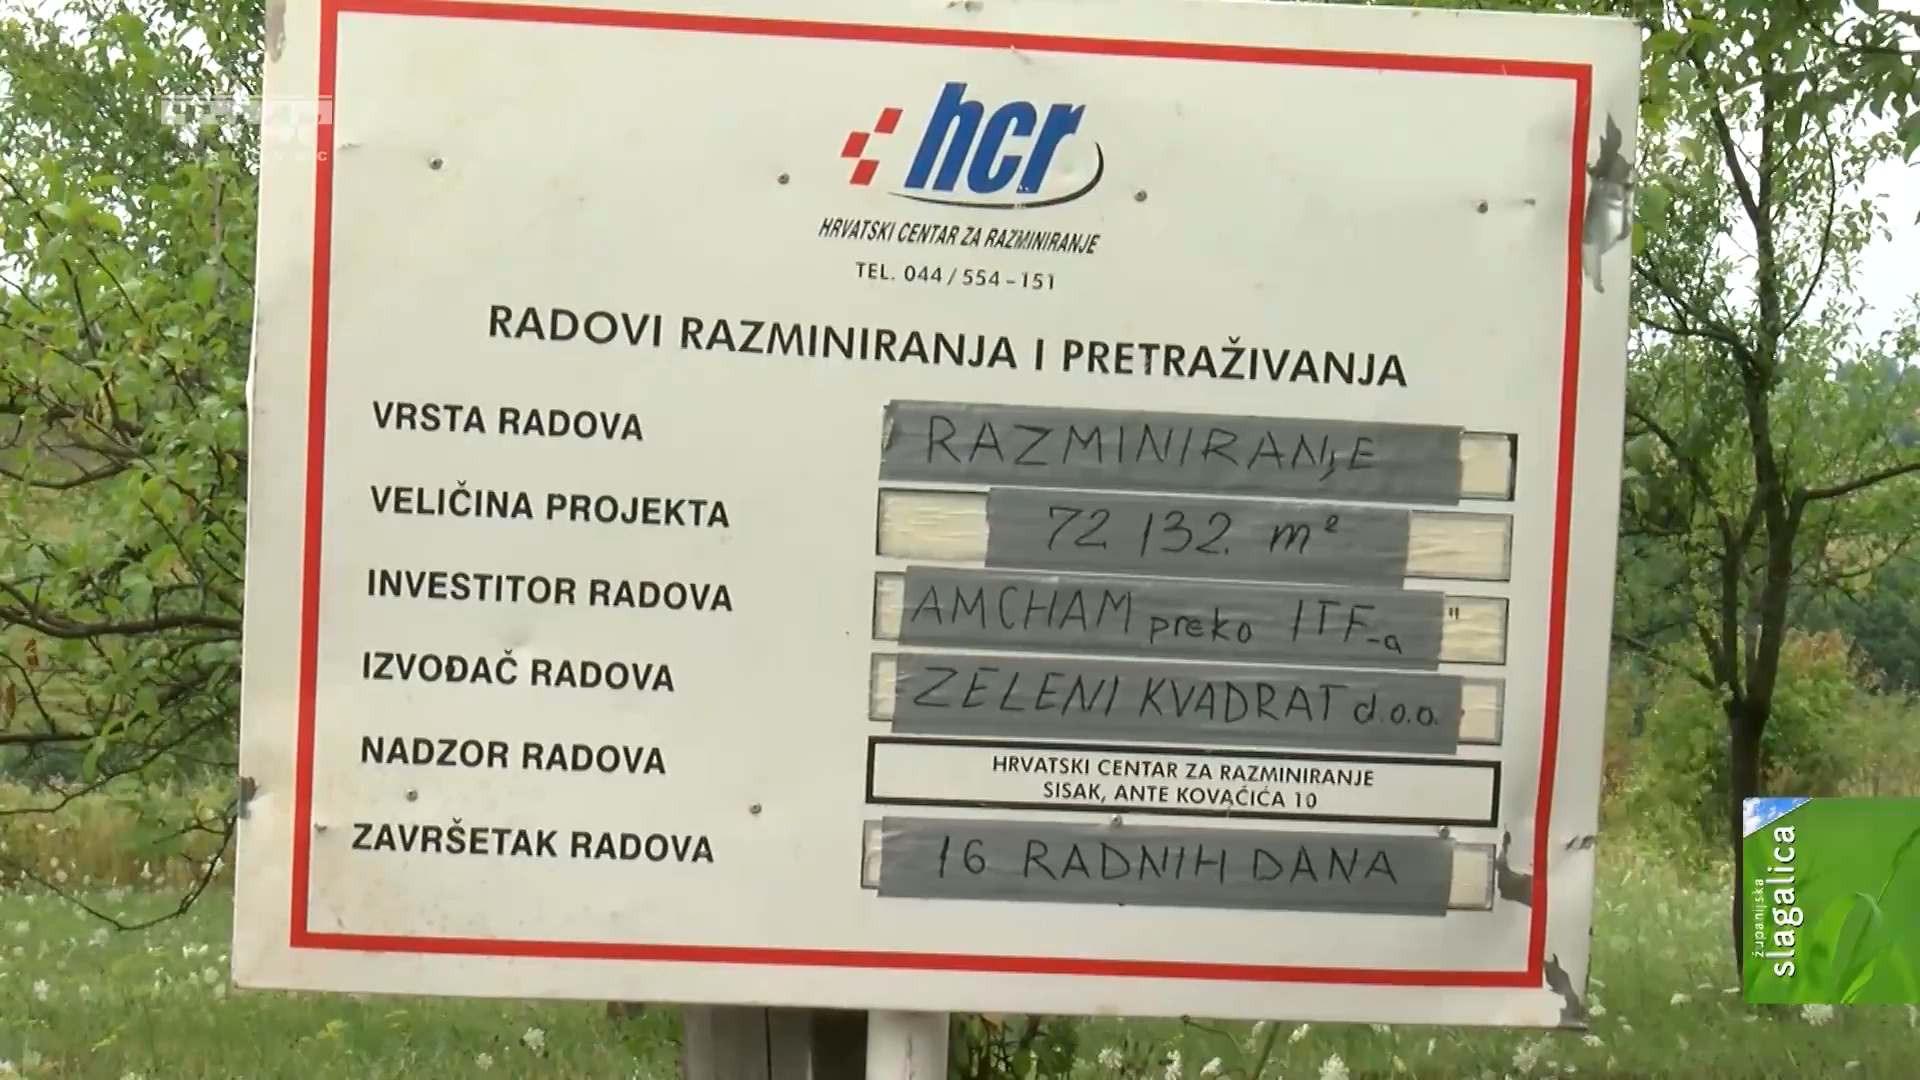 hcr
HRVATSKI CENTAR ZA RAZMINIRANJE
TEL. 044 / 554 - 151
RADOVI RAZMINIRANJA I PRETRAŽIVANJA
VRSTA RADOVA RAZMINIRANJE
VELIČINA PROJEKTA 72 132 m²
INVESTITOR RADOVA AMCHAM preko ITF-a "
IZVOĐAČ RADOVA ZELENI KVADRAT d.o.o.
NADZOR RADOVA HRVATSKI CENTAR ZA RAZMINIRANJE
SISAK, ANTE KOVAČIĆA 10
ZAVRŠETAK RADOVA 16 RADNIH DANA
županijska
slagalica